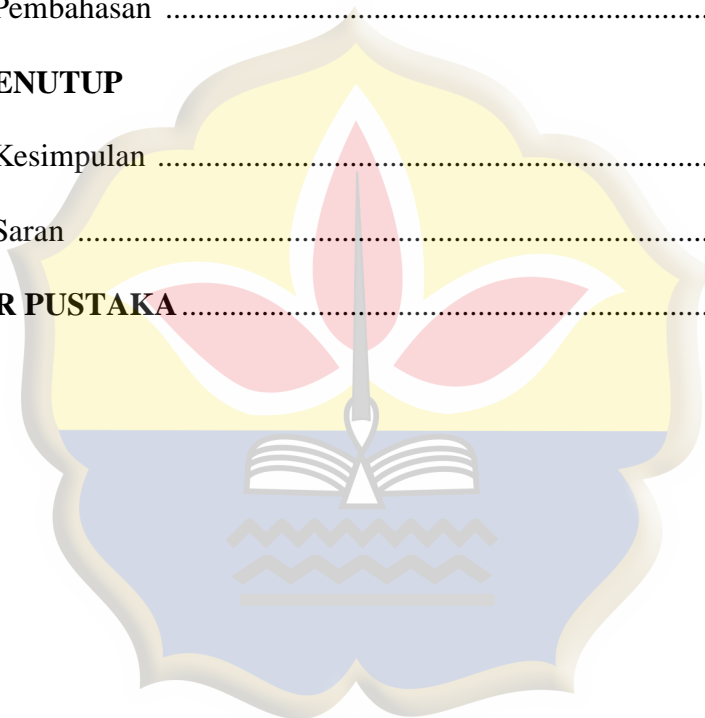 Pembahasan ........................................................................
ENUTUP
Kesimpulan .........................................................................
Saran ...................................................................................
R PUSTAKA ......................................................................